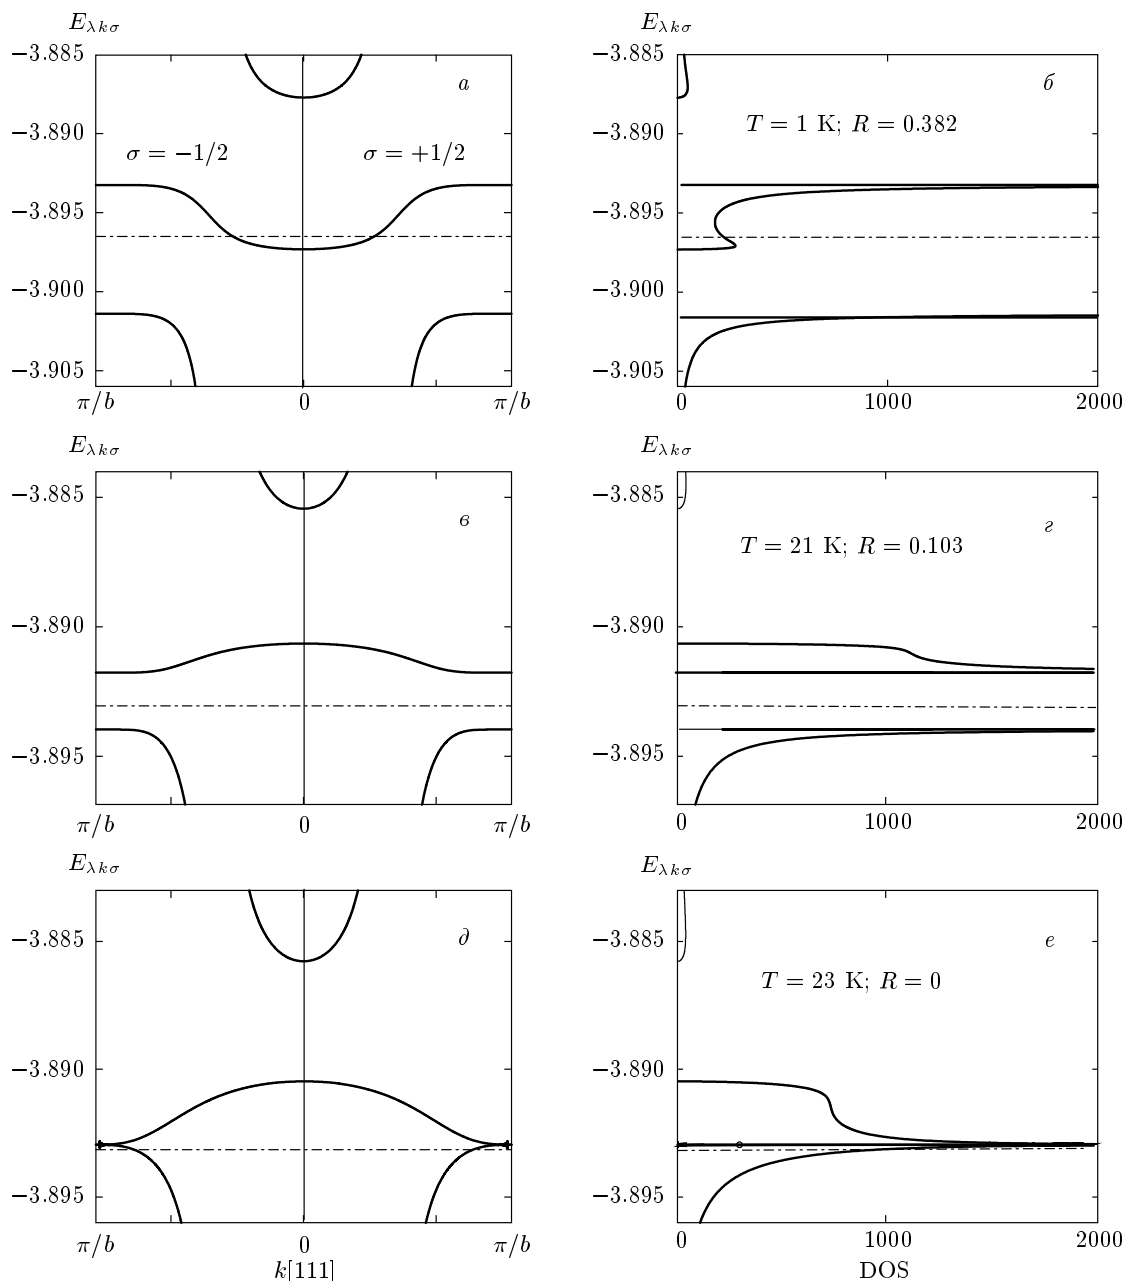 E_{λkσ}
−3.885
−3.890
−3.895
−3.900
−3.905
σ = −1/2
σ = +1/2
а
π/b
0
π/b
E_{λkσ}
−3.885
−3.890
−3.895
−3.900
−3.905
б
T = 1 K; R = 0.382
0
1000
2000
E_{λkσ}
−3.885
−3.890
−3.895
в
π/b
0
π/b
E_{λkσ}
−3.885
−3.890
−3.895
г
T = 21 K; R = 0.103
0
1000
2000
E_{λkσ}
−3.885
−3.890
−3.895
д
π/b
0
π/b
k[111]
E_{λkσ}
−3.885
−3.890
−3.895
е
T = 23 K; R = 0
0
1000
2000
DOS